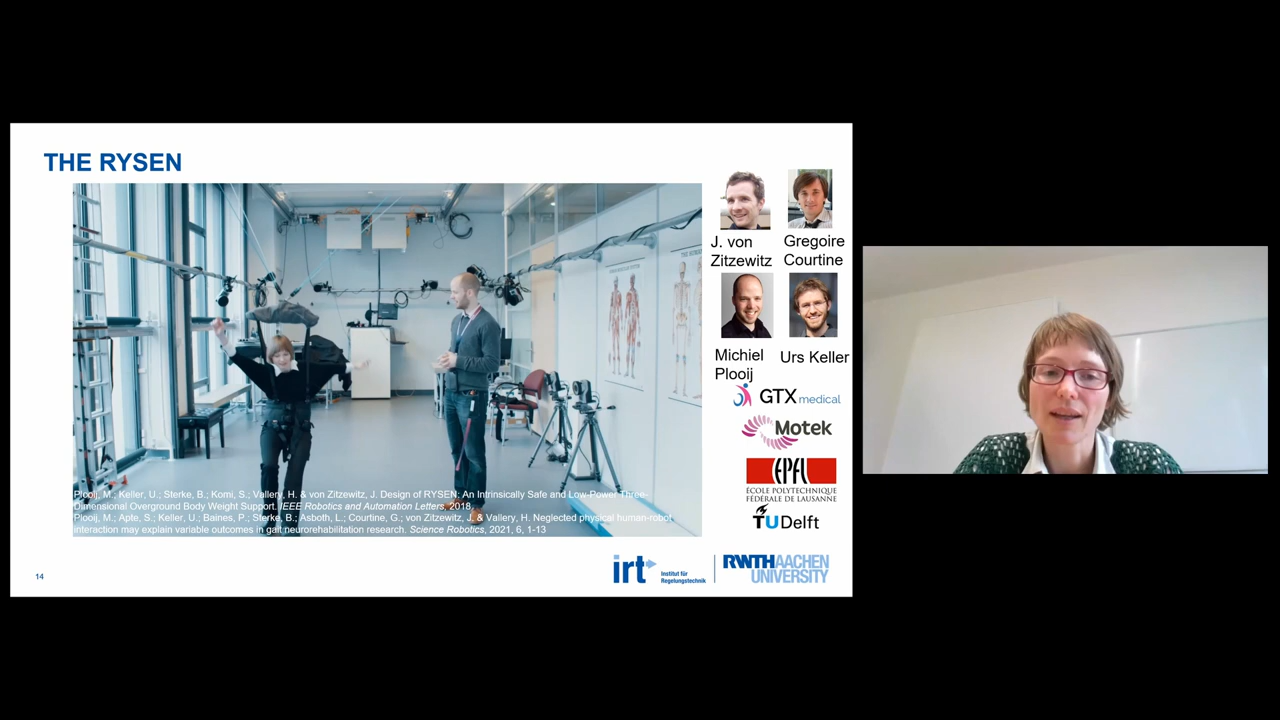 THE RYSEN
J. von
Zitzewitz
Gregoire
Courtine
Michiel
Plooij
Urs Keller
GTX medical
Motek
EPFL
ÉCOLE POLYTECHNIQUE
FÉDÉRALE DE LAUSANNE
TUDelft
Plooij, M.; Keller, U.; Sterke, B.; Komi, S.; Vallery, H. & von Zitzewitz, J. Design of RYSEN: An Intrinsically Safe and Low-Power Three-
Dimensional Overground Body Weight Support. IEEE Robotics and Automation Letters, 2018
Plooij, M.; Apte, S.; Keller, U.; Baines, P.; Sterke, B.; Asboth, L.; Courtine, G.; von Zitzewitz, J. & Vallery, H. Neglected physical human-robot
interaction may explain variable outcomes in gait neurorehabilitation research. Science Robotics, 2021, 6, 1-13
14
irt
Institut für
Regelungstechnik
RWTHAACHEN
UNIVERSITY